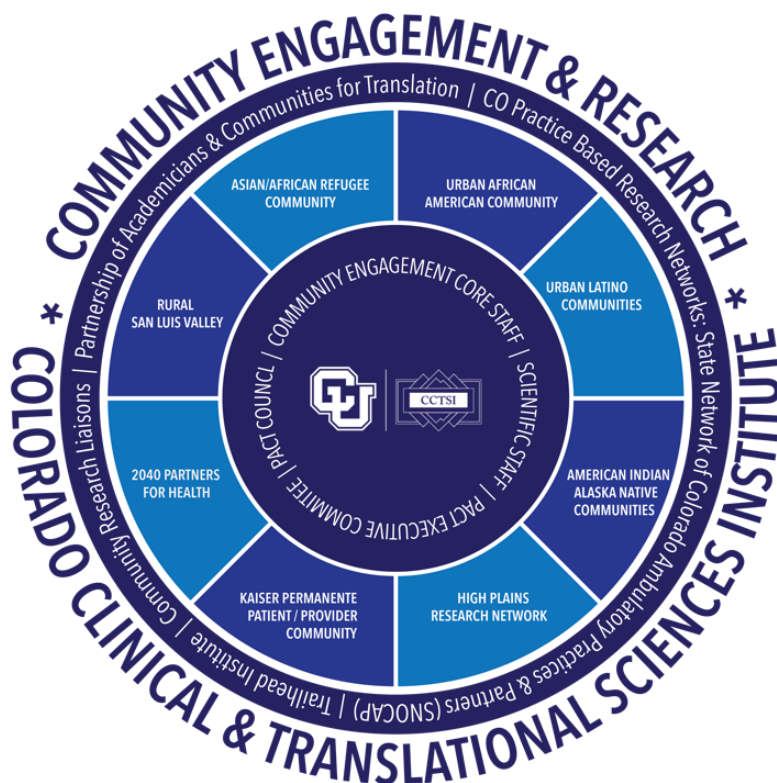 COMMUNITY ENGAGEMENT & RESEARCH
* COLORADO CLINICAL & TRANSLATIONAL SCIENCES INSTITUTE *
Community Research Liaisons | Partnership of Academicians & Communities for Translation | CO Practice Based Research Networks: State Network of Colorado Ambulatory Practices & Partners (SNOCAP) | Trailhead Institute |
ASIAN/AFRICAN REFUGEE
COMMUNITY
URBAN AFRICAN
AMERICAN COMMUNITY
URBAN LATINO
COMMUNITIES
AMERICAN INDIAN
ALASKA NATIVE
COMMUNITIES
HIGH PLAINS
RESEARCH NETWORK
KAISER PERMANENTE
PATIENT / PROVIDER
COMMUNITY
2040 PARTNERS
FOR HEALTH
RURAL
SAN LUIS VALLEY
| COMMUNITY ENGAGEMENT CORE STAFF | SCIENTIFIC STAFF | PACT EXECUTIVE COMMITEE | PACT COUNCL
CU
CCTSI